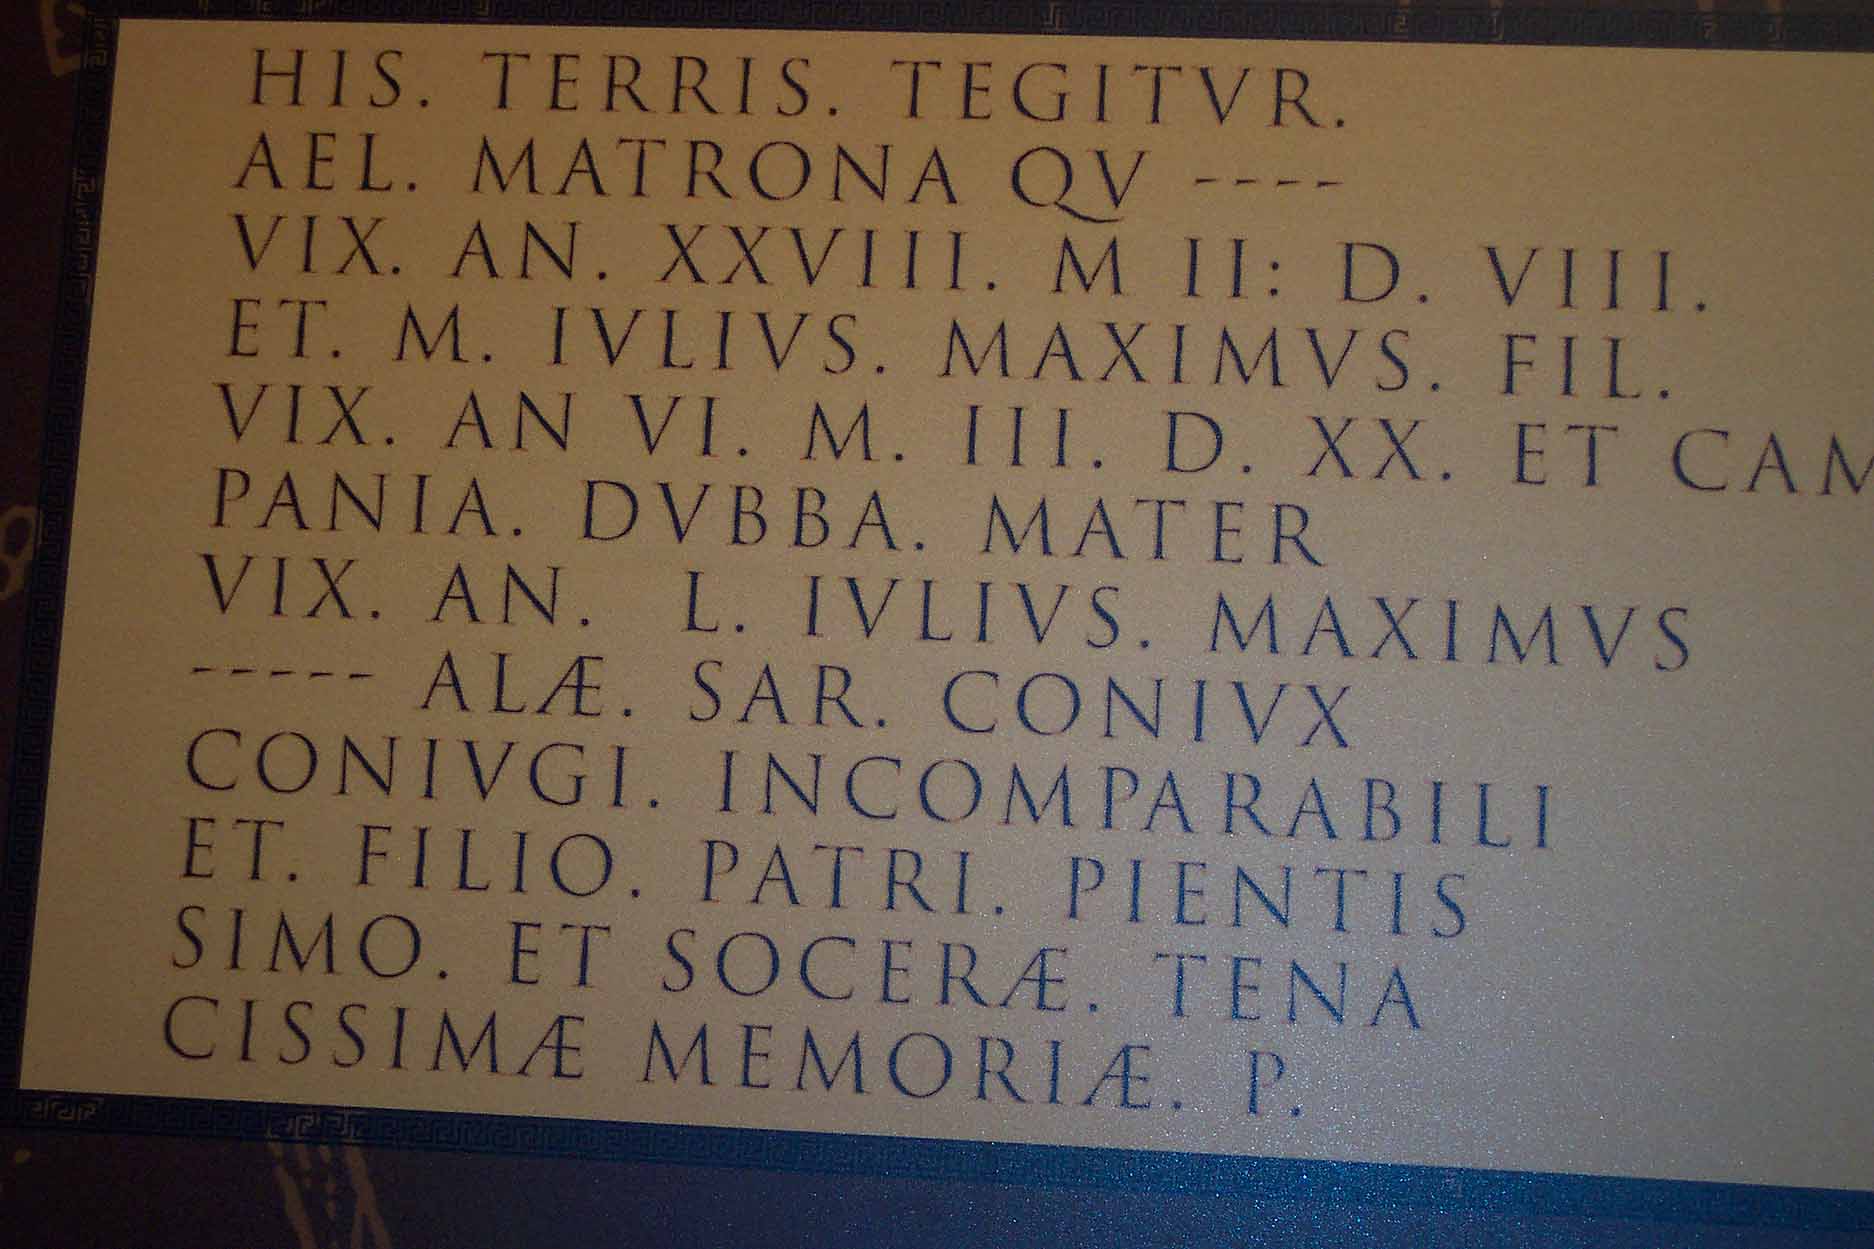 HIS. TERRIS. TEGITVR.
AEL. MATRONA QV ----
VIX. AN. XXVIII. M II: D. VIII.
ET. M. IVLIVS. MAXIMVS. FIL.
VIX. AN VI. M. III. D. XX. ET CAM
PANIA. DVBBA. MATER
VIX. AN. L. IVLIVS. MAXIMVS
----- ALÆ. SAR. CONIVX
CONIVGI. INCOMPARABILI
ET. FILIO. PATRI. PIENTIS
SIMO. ET SOCERÆ. TENA
CISSIMÆ MEMORIÆ. P.